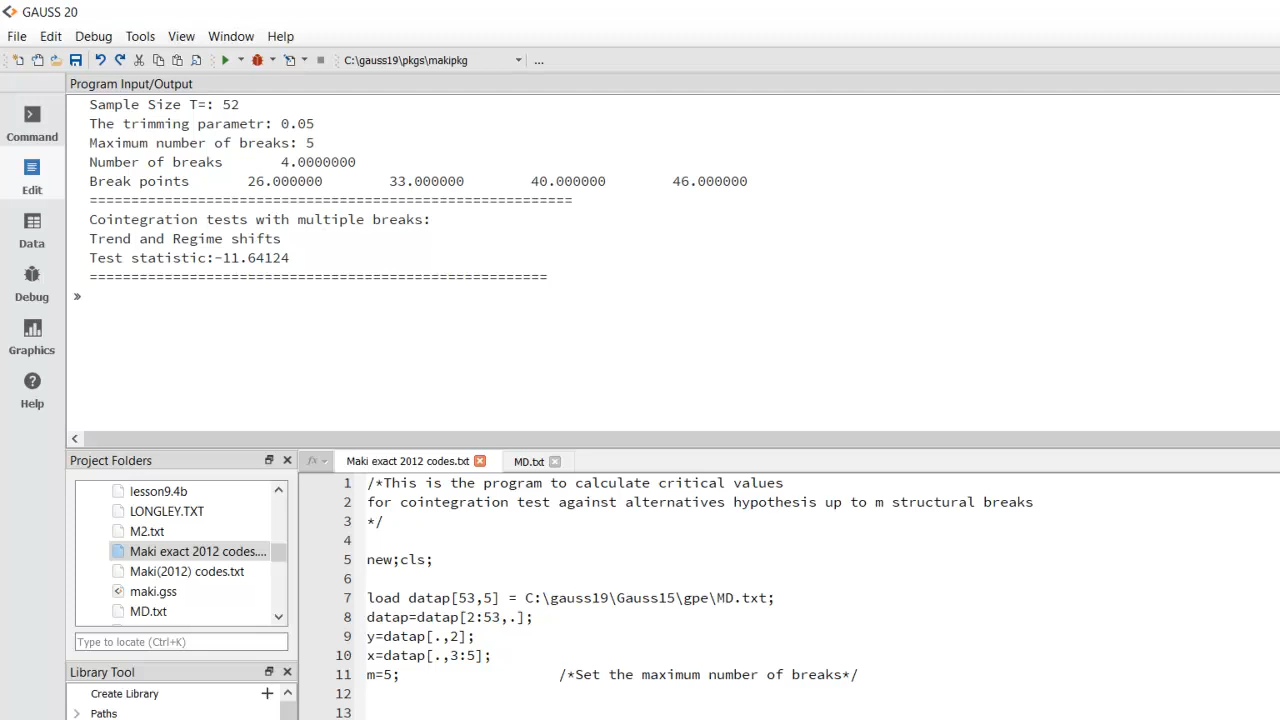 GAUSS 20
File Edit Debug Tools View Window Help
C:\gauss19\pkgs\makipkg ...
Program Input/Output
Command
Edit
Data
Debug
Graphics
Help
Sample Size T=: 52
The trimming parametr: 0.05
Maximum number of breaks: 5
Number of breaks 4.0000000
Break points 26.000000 33.000000 40.000000 46.000000
==========================================================
Cointegration tests with multiple breaks:
Trend and Regime shifts
Test statistic:-11.64124
=======================================================
»
Project Folders
lesson9.4b
LONGLEY.TXT
M2.txt
Maki exact 2012 codes....
Maki(2012) codes.txt
maki.gss
MD.txt
Type to locate (Ctrl+K)
Library Tool
Create Library +
Paths
fx Maki exact 2012 codes.txt MD.txt
1 /*This is the program to calculate critical values
2 for cointegration test against alternatives hypothesis up to m structural breaks
3 */
4
5 new;cls;
6
7 load datap[53,5] = C:\gauss19\Gauss15\gpe\MD.txt;
8 datap=datap[2:53,.];
9 y=datap[.,2];
10 x=datap[.,3:5];
11 m=5; /*Set the maximum number of breaks*/
12
13